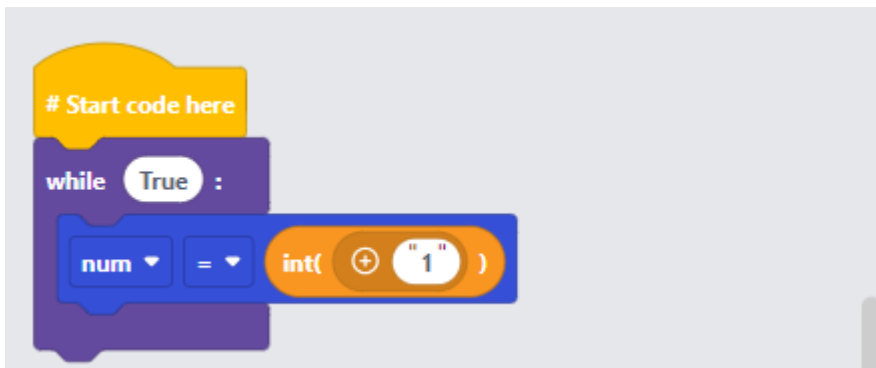 # Start code here
while True :
num = int( "1" )